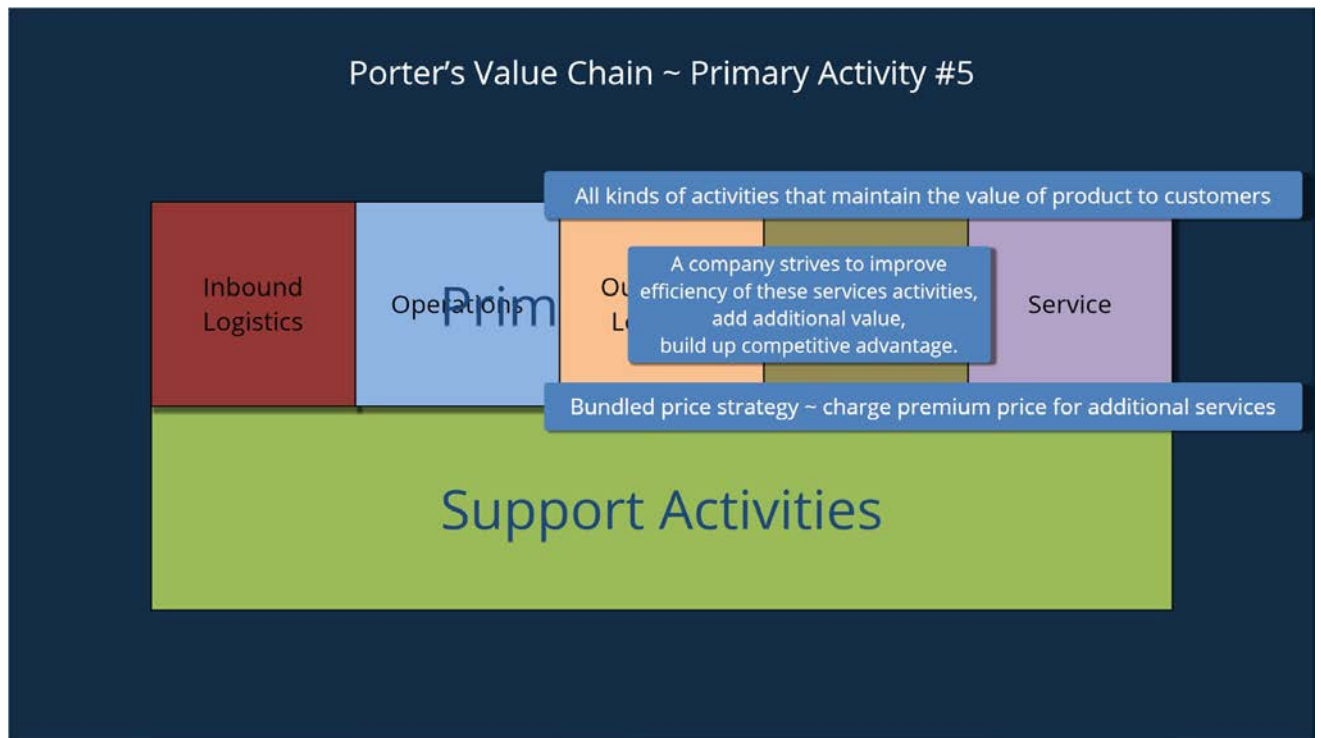 Porter's Value Chain ~ Primary Activity #5
All kinds of activities that maintain the value of product to customers
Inbound
Logistics
Operations
Prim
A company strives to improve
efficiency of these services activities,
add additional value,
build up competitive advantage.
Service
Bundled price strategy ~ charge premium price for additional services
Support Activities